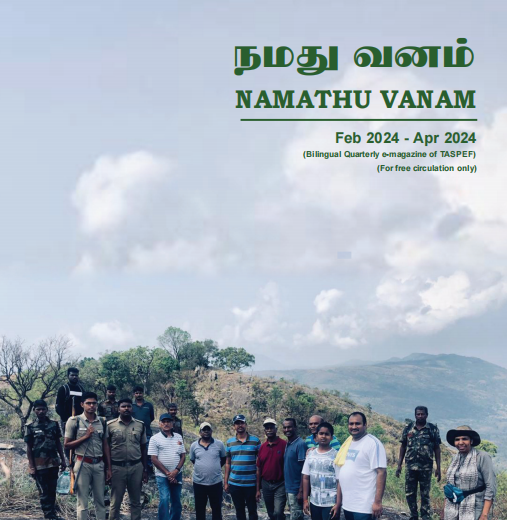 நமது வனம்
NAMATHU VANAM
Feb 2024 - Apr 2024
(Bilingual Quarterly e-magazine of TASPEF)
(For free circulation only)